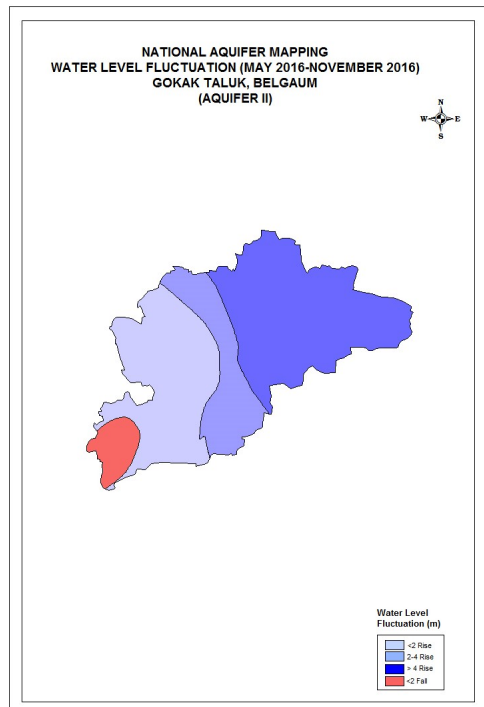 NATIONAL AQUIFER MAPPING
WATER LEVEL FLUCTUATION (MAY 2016-NOVEMBER 2016)
GOKAK TALUK, BELGAUM
(AQUIFER II)
N
W E
S
Water Level
Fluctuation (m)
<2 Rise
2-4 Rise
> 4 Rise
<2 Fall